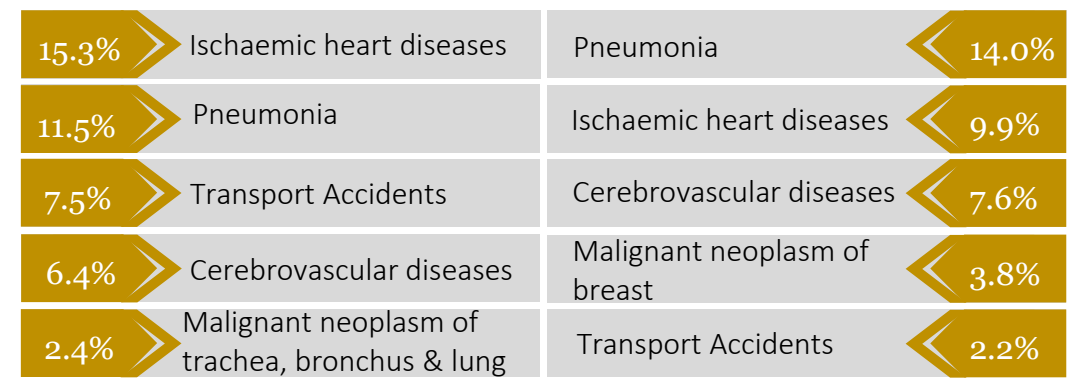 15.3% Ischaemic heart diseases
11.5% Pneumonia
7.5% Transport Accidents
6.4% Cerebrovascular diseases
2.4% Malignant neoplasm of
trachea, bronchus & lung
Pneumonia 14.0%
Ischaemic heart diseases 9.9%
Cerebrovascular diseases 7.6%
Malignant neoplasm of
breast 3.8%
Transport Accidents 2.2%